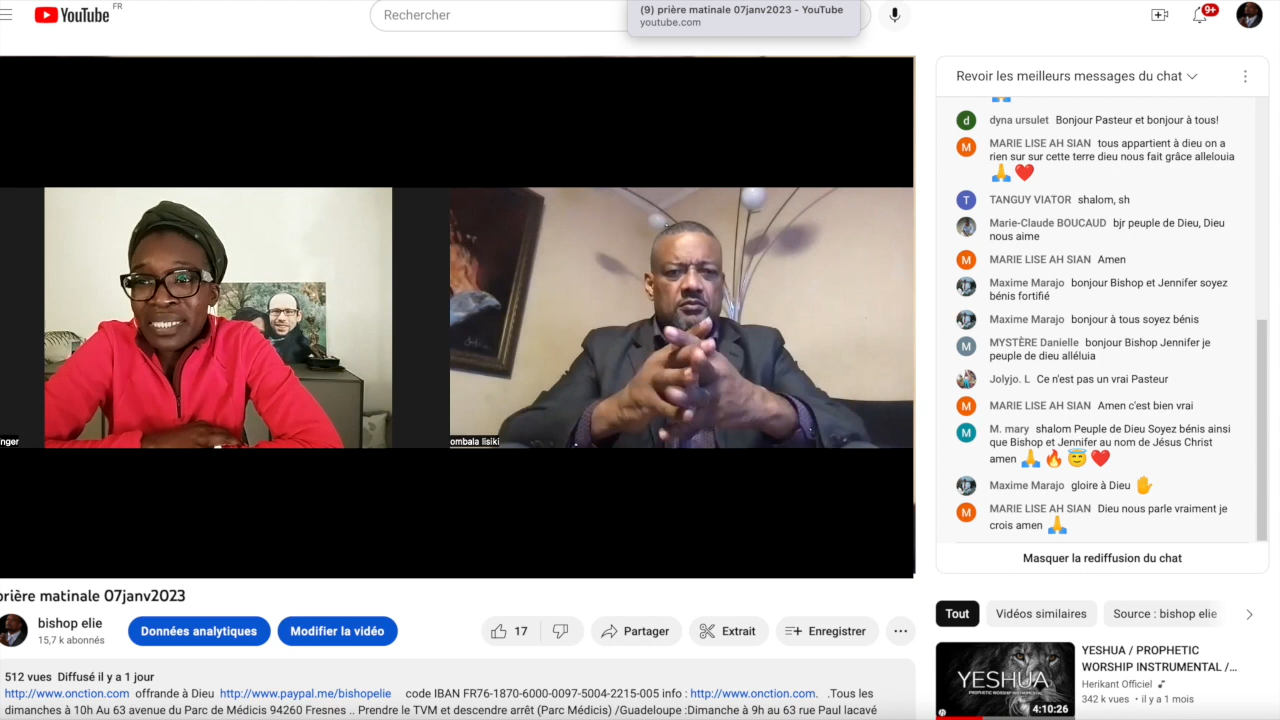 YouTube
FR
Rechercher
(9) prière matinale 07janv2023 - YouTube
youtube.com
9+
Revoir les meilleurs messages du chat
d
dyna ursulet Bonjour Pasteur et bonjour à tous!
M
MARIE LISE AH SIAN tous appartient à dieu on a
rien sur sur cette terre dieu nous fait grâce allelouia
🙏❤️
T
TANGUY VIATOR shalom, sh
Marie-Claude BOUCAUD bjr peuple de Dieu, Dieu
nous aime
M
MARIE LISE AH SIAN Amen
Maxime Marajo bonjour Bishop et Jennifer soyez
bénis fortifié
Maxime Marajo bonjour à tous soyez bénis
M
MYSTÈRE Danielle bonjour Bishop Jennifer je
peuple de dieu alléluia
Jolyjo. L Ce n'est pas un vrai Pasteur
M
MARIE LISE AH SIAN Amen c'est bien vrai
M
M. mary shalom Peuple de Dieu Soyez bénis ainsi
que Bishop et Jennifer au nom de Jésus Christ
amen 🙏🔥😇❤️
Maxime Marajo gloire à Dieu ✋
M
MARIE LISE AH SIAN Dieu nous parle vraiment je
crois amen 🙏
Masquer la rediffusion du chat
nger
ombala lisiki
prière matinale 07janv2023
bishop elie
15,7 k abonnés
Données analytiques
Modifier la vidéo
17
Partager
Extrait
Enregistrer
512 vues Diffusé il y a 1 jour
http://www.onction.com offrande à Dieu http://www.paypal.me/bishopelie code IBAN FR76-1870-6000-0097-5004-2215-005 info : http://www.onction.com. .Tous les
dimanches à 10h Au 63 avenue du Parc de Médicis 94260 Fresnes Prendre le TVM et descendre arrêt (Parc Médicis) /Guadeloupe :Dimanche à 9h au 63 rue Paul lacavé
Tout
Vidéos similaires
Source : bishop elie
YESHUA
PROPHETIC WORSHIP INSTRUMENTAL
4:10:26
YESHUA / PROPHETIC
WORSHIP INSTRUMENTAL /...
Herikant Officiel
342 k vues • il y a 1 mois